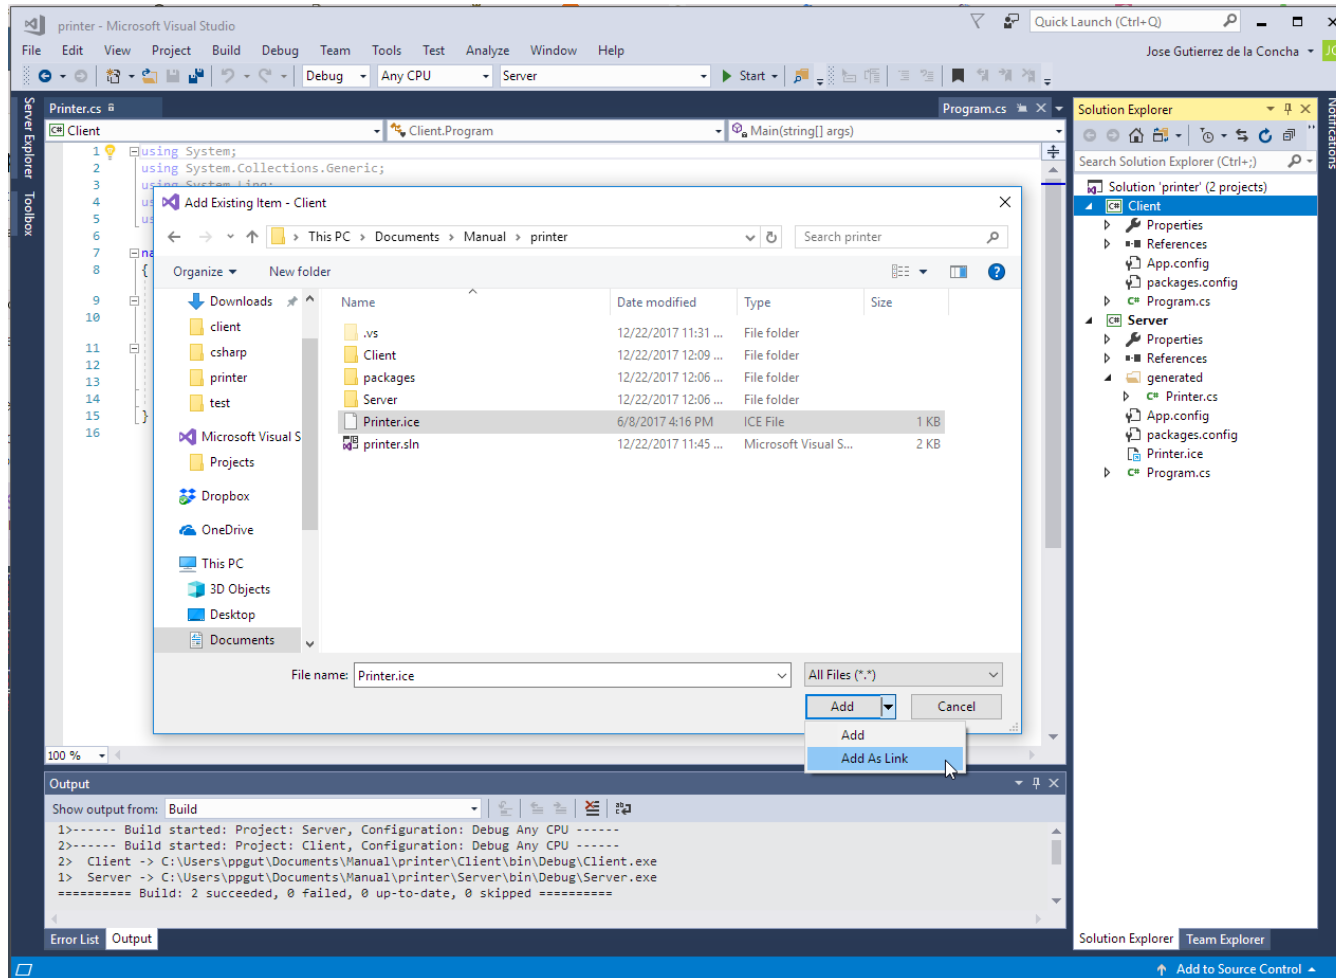 printer - Microsoft Visual Studio
Quick Launch (Ctrl+Q)
File Edit View Project Build Debug Team Tools Test Analyze Window Help
Jose Gutierrez de la Concha
Debug Any CPU Server Start
Server Explorer
Toolbox
Printer.cs
Program.cs
Client
Client.Program
Main(string[] args)
1 using System;
2 using System.Collections.Generic;
3 using System.Linq;
4 us
5 us
6
7 na
8 {
9
10
11
12
13
14
15 }
16
100 %
Add Existing Item - Client
This PC > Documents > Manual > printer
Search printer
Organize New folder
Downloads
client
csharp
printer
test
Microsoft Visual S
Projects
Dropbox
OneDrive
This PC
3D Objects
Desktop
Documents
Name Date modified Type Size
.vs 12/22/2017 11:31 ... File folder
Client 12/22/2017 12:09 ... File folder
packages 12/22/2017 12:06 ... File folder
Server 12/22/2017 12:06 ... File folder
Printer.ice 6/8/2017 4:16 PM ICE File 1 KB
printer.sln 12/22/2017 11:45 ... Microsoft Visual S... 2 KB
File name: Printer.ice
All Files (*.*)
Add Cancel
Add
Add As Link
Output
Show output from: Build
1>------ Build started: Project: Server, Configuration: Debug Any CPU ------
2>------ Build started: Project: Client, Configuration: Debug Any CPU ------
2> Client -> C:\Users\ppgut\Documents\Manual\printer\Client\bin\Debug\Client.exe
1> Server -> C:\Users\ppgut\Documents\Manual\printer\Server\bin\Debug\Server.exe
========== Build: 2 succeeded, 0 failed, 0 up-to-date, 0 skipped ==========
Error List Output
Solution Explorer
Search Solution Explorer (Ctrl+;)
Solution 'printer' (2 projects)
C# Client
Properties
References
App.config
packages.config
C# Program.cs
C# Server
Properties
References
generated
C# Printer.cs
App.config
packages.config
Printer.ice
C# Program.cs
Solution Explorer Team Explorer
Notifications
Add to Source Control